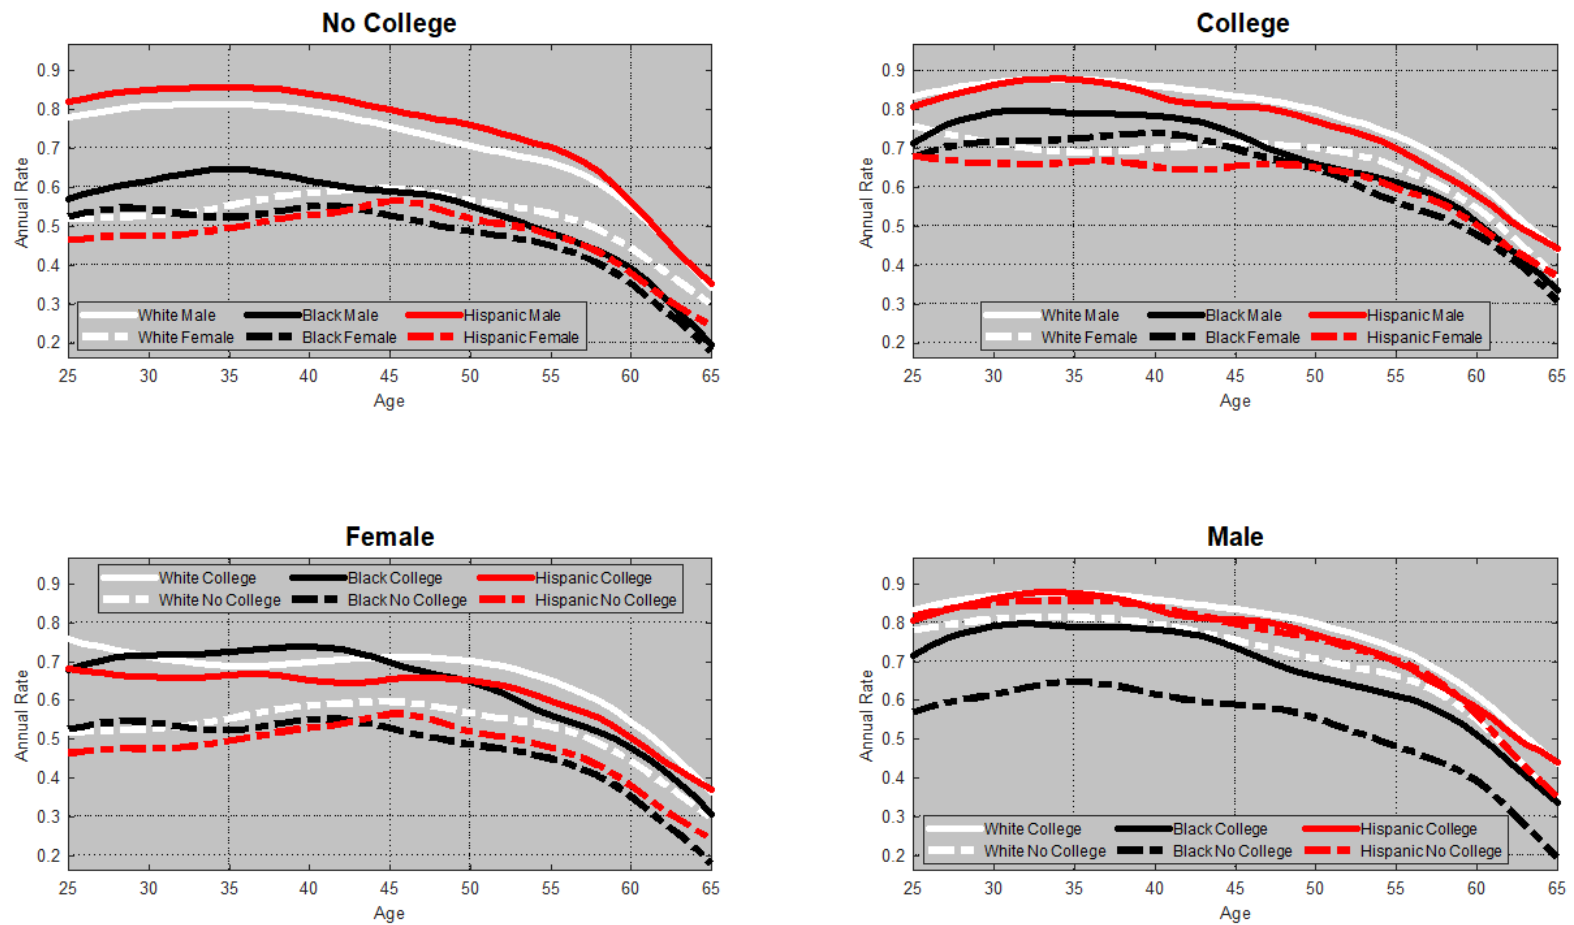 No College
0.9
0.8
0.7
0.6
0.5
0.4
0.3
0.2
Annual Rate
White Male Black Male Hispanic Male
White Female Black Female Hispanic Female
25 30 35 40 45 50 55 60 65
Age
College
0.9
0.8
0.7
0.6
0.5
0.4
0.3
0.2
Annual Rate
White Male Black Male Hispanic Male
White Female Black Female Hispanic Female
25 30 35 40 45 50 55 60 65
Age
Female
White College Black College Hispanic College
White No College Black No College Hispanic No College
0.9
0.8
0.7
0.6
0.5
0.4
0.3
0.2
Annual Rate
25 30 35 40 45 50 55 60 65
Age
Male
0.9
0.8
0.7
0.6
0.5
0.4
0.3
0.2
Annual Rate
White College Black College Hispanic College
White No College Black No College Hispanic No College
25 30 35 40 45 50 55 60 65
Age